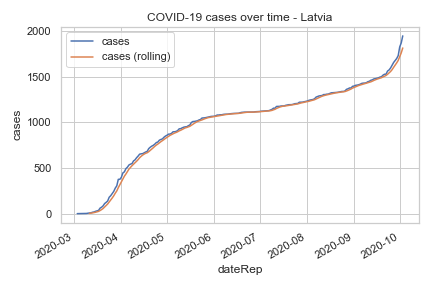 COVID-19 cases over time - Latvia
cases
cases (rolling)
2000
1500
1000
500
0
cases
2020-03
2020-04
2020-05
2020-06
2020-07
2020-08
2020-09
2020-10
dateRep